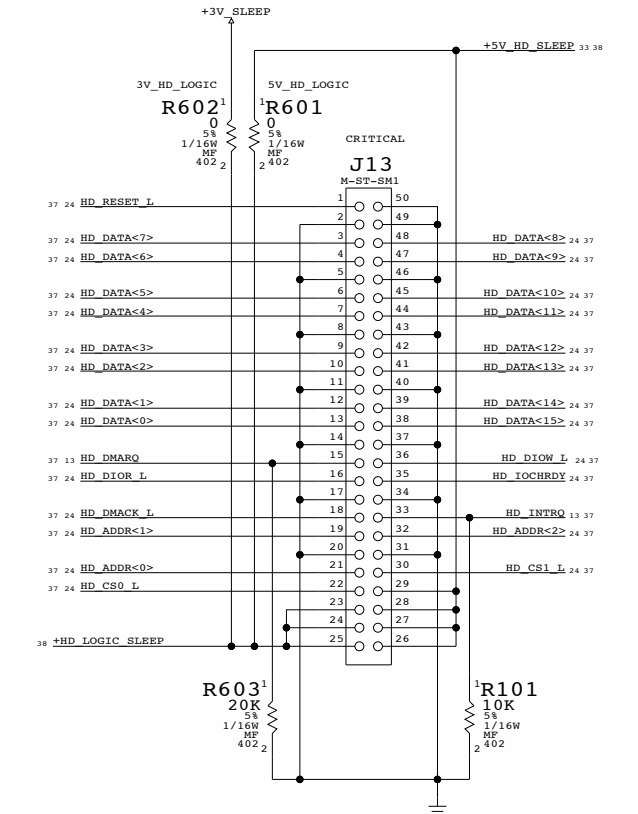 +3V_SLEEP
+5V_HD_SLEEP 33 38
3V_HD_LOGIC
5V_HD_LOGIC
R602 1
0
5%
1/16W
MF
402 2
1 R601
0
5%
1/16W
MF
2 402
CRITICAL
J13
M-ST-SM1
37 24 HD_RESET_L 1 50
2 49
37 24 HD_DATA<7> 3 48 HD_DATA<8> 24 37
37 24 HD_DATA<6> 4 47 HD_DATA<9> 24 37
5 46
37 24 HD_DATA<5> 6 45 HD_DATA<10> 24 37
37 24 HD_DATA<4> 7 44 HD_DATA<11> 24 37
8 43
37 24 HD_DATA<3> 9 42 HD_DATA<12> 24 37
37 24 HD_DATA<2> 10 41 HD_DATA<13> 24 37
11 40
37 24 HD_DATA<1> 12 39 HD_DATA<14> 24 37
37 24 HD_DATA<0> 13 38 HD_DATA<15> 24 37
14 37
37 13 HD_DMARQ 15 36 HD_DIOW_L 24 37
37 24 HD_DIOR_L 16 35 HD_IOCHRDY 24 37
17 34
37 24 HD_DMACK_L 18 33 HD_INTRQ 13 37
37 24 HD_ADDR<1> 19 32 HD_ADDR<2> 24 37
20 31
37 24 HD_ADDR<0> 21 30 HD_CS1_L 24 37
37 24 HD_CS0_L 22 29
23 28
24 27
38 +HD_LOGIC_SLEEP 25 26
R603 1
20K
5%
1/16W
MF
402 2
1 R101
10K
5%
1/16W
MF
2 402